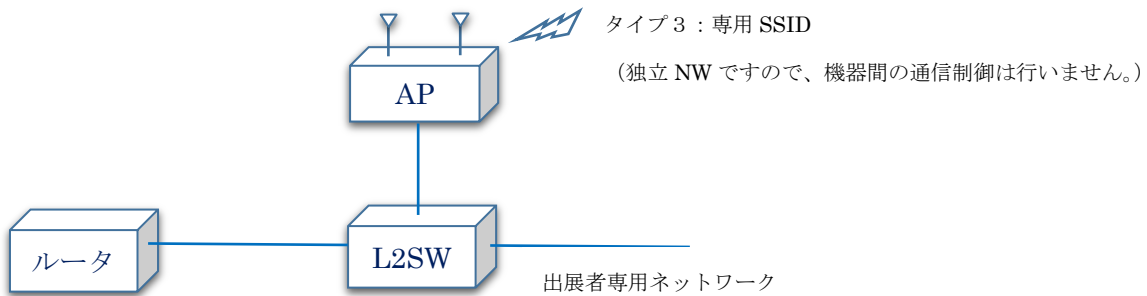 タイプ３：専用 SSID
（独立 NW ですので、機器間の通信制御は行いません。）
AP
ルータ
L2SW
出展者専用ネットワーク